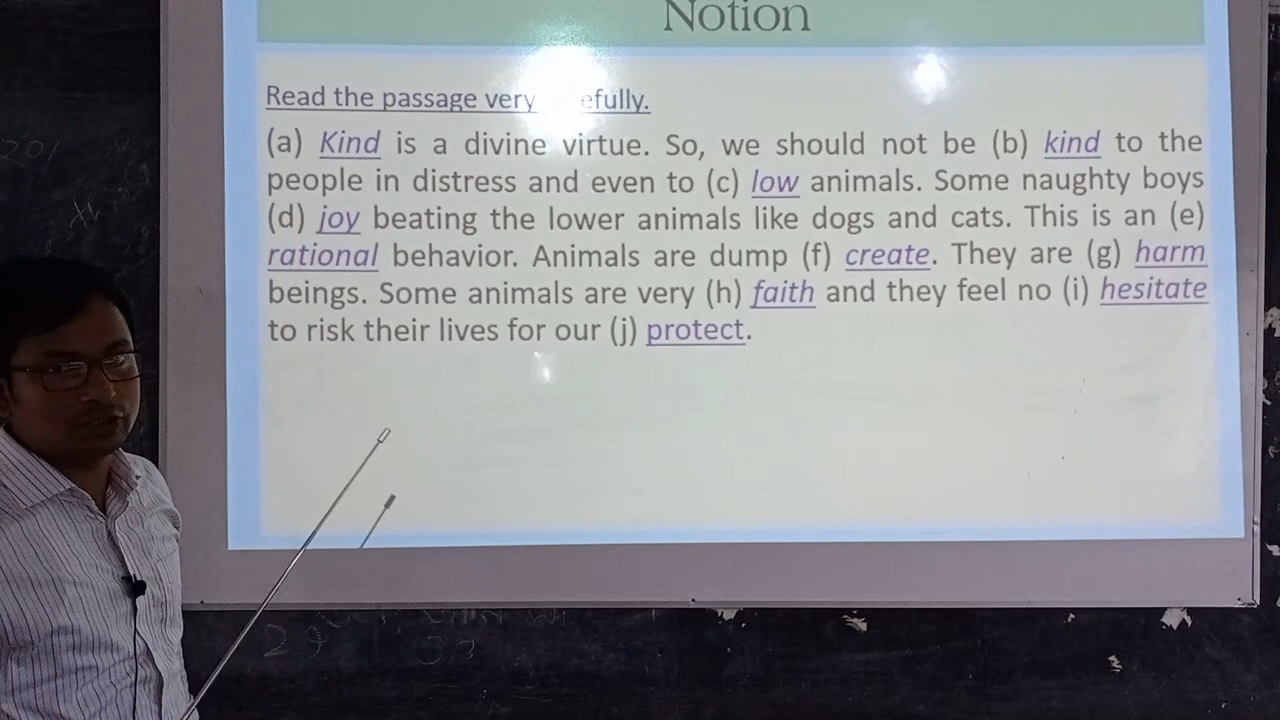 Notion
Read the passage very efully.
(a) Kind is a divine virtue. So, we should not be (b) kind to the
people in distress and even to (c) low animals. Some naughty boys
(d) joy beating the lower animals like dogs and cats. This is an (e)
rational behavior. Animals are dump (f) create. They are (g) harm
beings. Some animals are very (h) faith and they feel no (i) hesitate
to risk their lives for our (j) protect.